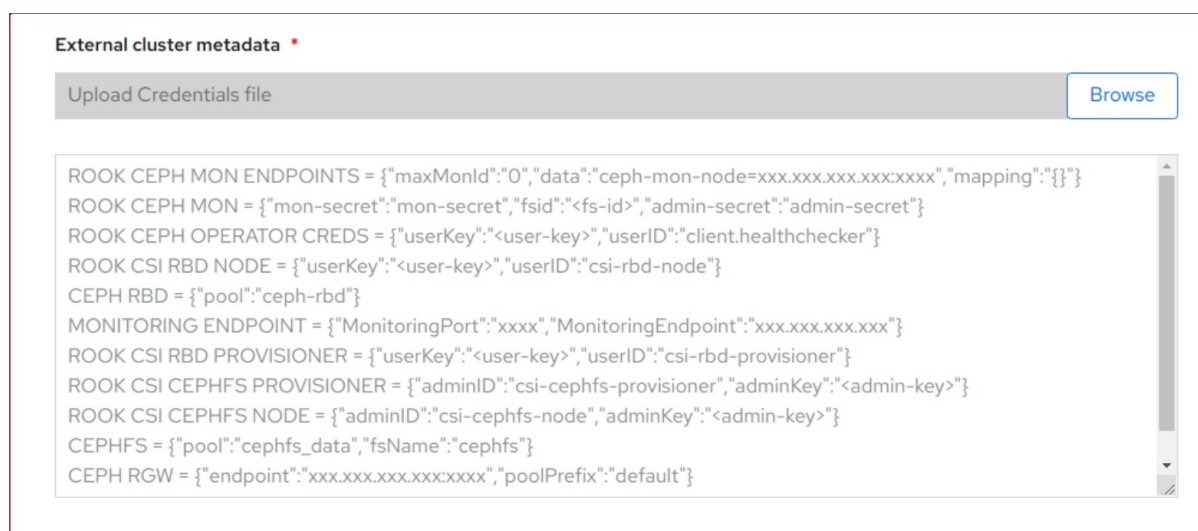 External cluster metadata *
Upload Credentials file
Browse
ROOK CEPH MON ENDPOINTS = {"maxMonId":"0","data":"ceph-mon-node=xxx.xxx.xxx.xxx:xxxx","mapping":"{}"}
ROOK CEPH MON = {"mon-secret":"mon-secret","fsid":"<fs-id>","admin-secret":"admin-secret"}
ROOK CEPH OPERATOR CREDS = {"userKey":"<user-key>","userID":"client.healthchecker"}
ROOK CSI RBD NODE = {"userKey":"<user-key>","userID":"csi-rbd-node"}
CEPH RBD = {"pool":"ceph-rbd"}
MONITORING ENDPOINT = {"MonitoringPort":"xxxx","MonitoringEndpoint":"xxx.xxx.xxx.xxx"}
ROOK CSI RBD PROVISIONER = {"userKey":"<user-key>","userID":"csi-rbd-provisioner"}
ROOK CSI CEPHFS PROVISIONER = {"adminID":"csi-cephfs-provisioner","adminKey":"<admin-key>"}
ROOK CSI CEPHFS NODE = {"adminID":"csi-cephfs-node","adminKey":"<admin-key>"}
CEPHFS = {"pool":"cephfs_data","fsName":"cephfs"}
CEPH RGW = {"endpoint":"xxx.xxx.xxx.xxx:xxxx","poolPrefix":"default"}